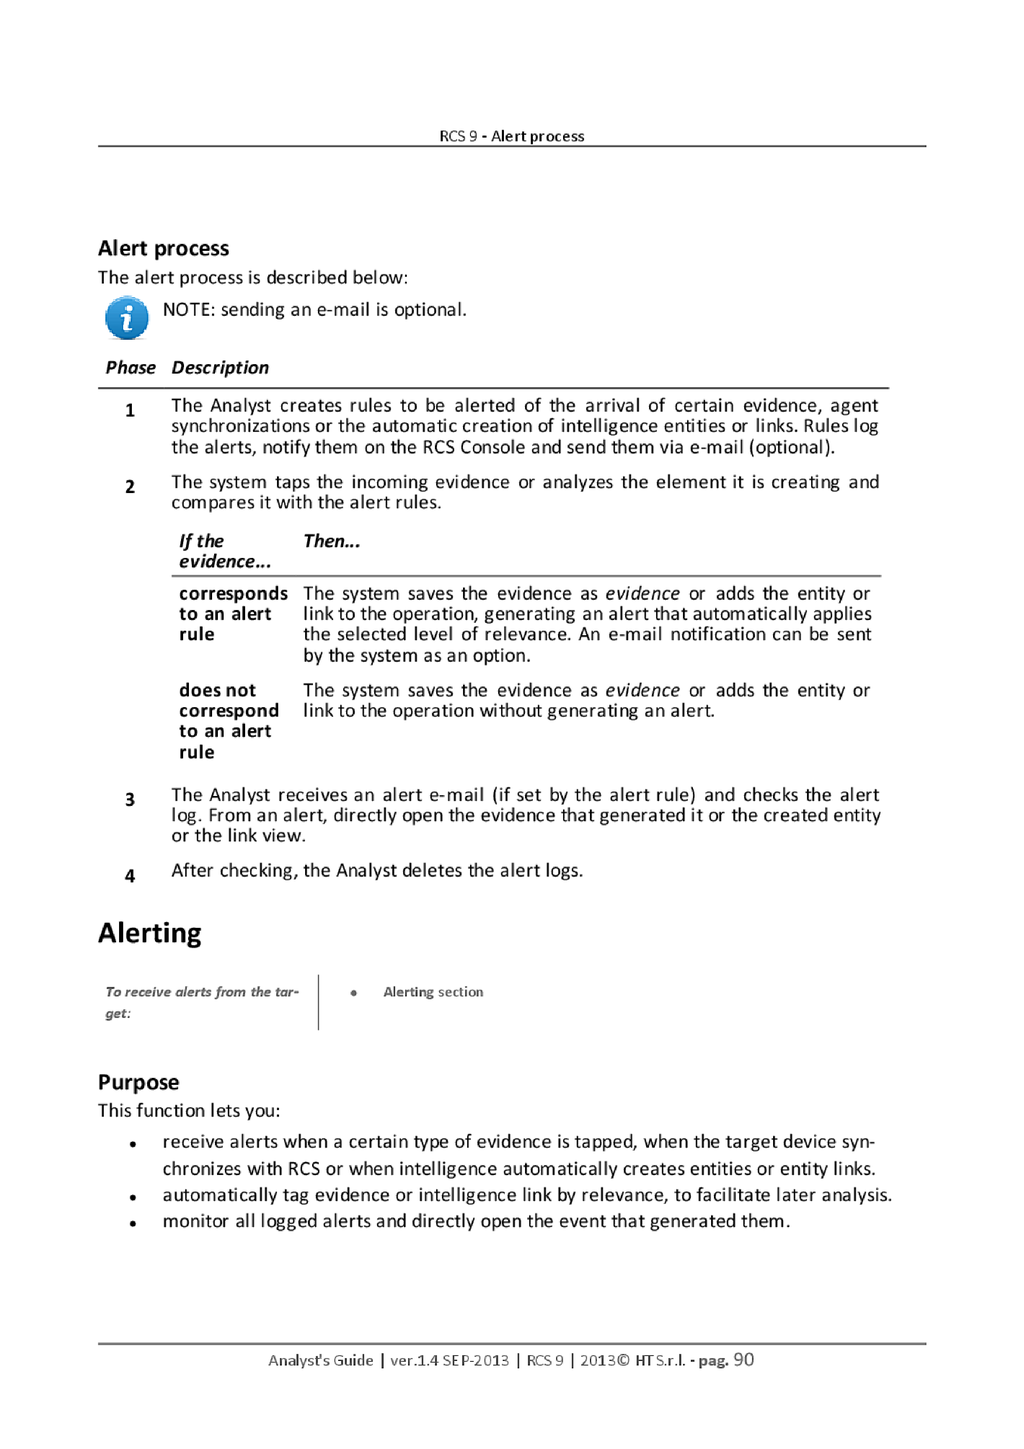 RCS 9 - Alert process
Alert process
The alert process is described below:
NOTE: sending an e-mail is optional.
Phase Description
1 The Analyst creates rules to be alerted of the arrival of certain evidence, agent
synchronizations or the automatic creation of intelligence entities or links. Rules log
the alerts, notify them on the RCS Console and send them via e-mail (optional).
2 The system taps the incoming evidence or analyzes the element it is creating and
compares it with the alert rules.
If the Then...
evidence...
corresponds The system saves the evidence as evidence or adds the entity or
to an alert link to the operation, generating an alert that automatically applies
rule the selected level of relevance. An e-mail notification can be sent
by the system as an option.
does not The system saves the evidence as evidence or adds the entity or
correspond link to the operation without generating an alert.
to an alert
rule
3 The Analyst receives an alert e-mail (if set by the alert rule) and checks the alert
log. From an alert, directly open the evidence that generated it or the created entity
or the link view.
4 After checking, the Analyst deletes the alert logs.
Alerting
To receive alerts from the tar- • Alerting section
get:
Purpose
This function lets you:
• receive alerts when a certain type of evidence is tapped, when the target device syn-
chronizes with RCS or when intelligence automatically creates entities or entity links.
• automatically tag evidence or intelligence link by relevance, to facilitate later analysis.
• monitor all logged alerts and directly open the event that generated them.
Analyst's Guide | ver.1.4 SEP-2013 | RCS 9 | 2013© HT S.r.l. - pag. 90